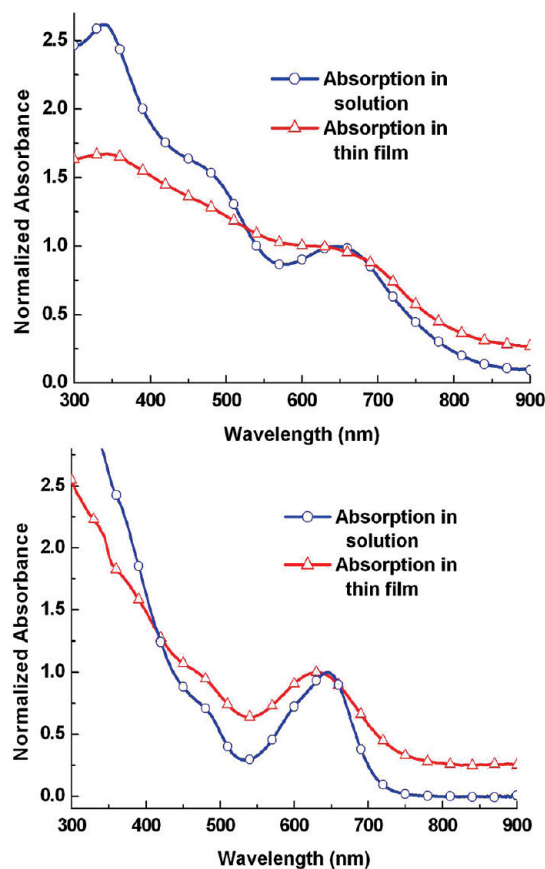 Normalized Absorbance
2.5
2.0
1.5
1.0
0.5
0.0
Absorption in
solution
Absorption in
thin film
300 400 500 600 700 800 900
Wavelength (nm)
Normalized Absorbance
2.5
2.0
1.5
1.0
0.5
0.0
Absorption in
solution
Absorption in
thin film
300 400 500 600 700 800 900
Wavelength (nm)